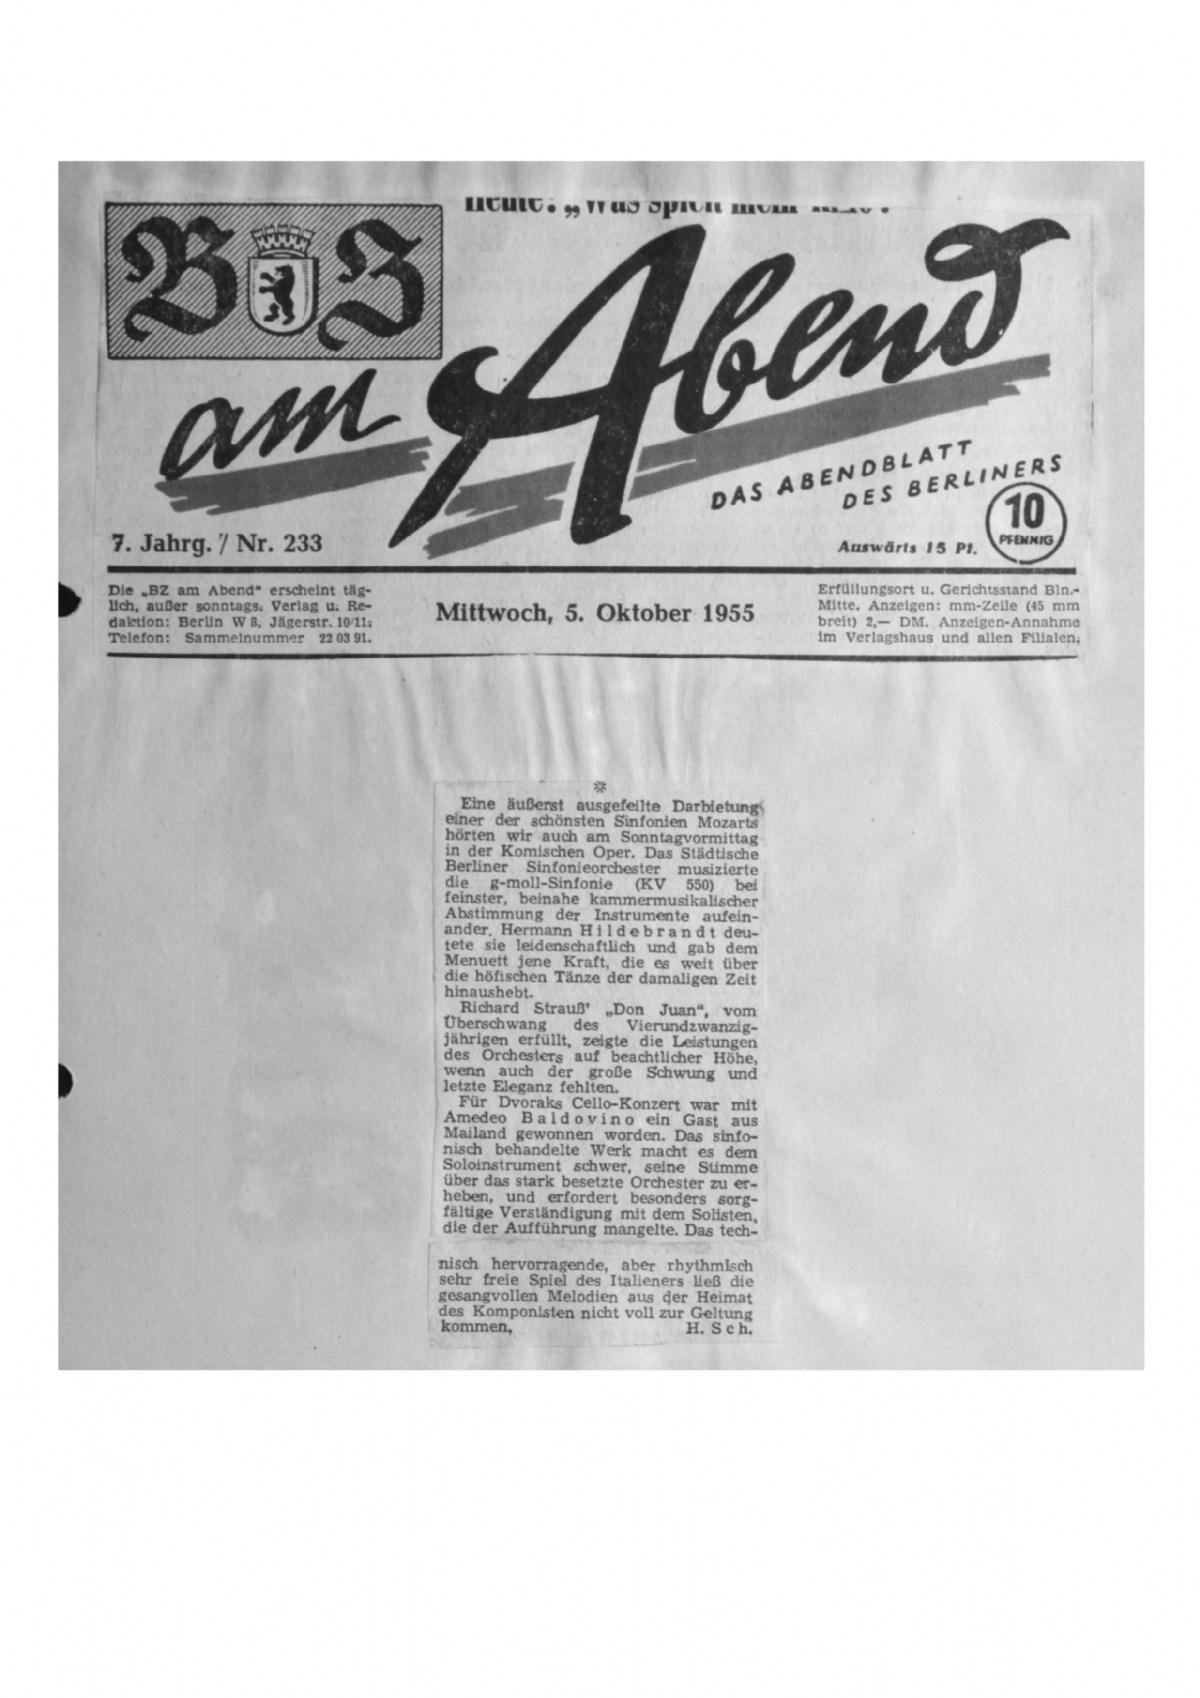 heute: „Was spielt mein
BZ
am Abend
DAS ABENDBLATT
DES BERLINERS
10
PFENNIG
7. Jahrg. / Nr. 233
Auswärts 15 Pf.
Die „BZ am Abend“ erscheint täg-
lich, außer sonntags. Verlag u. Re-
daktion: Berlin W 8, Jägerstr. 10/11.
Telefon: Sammelnummer 22 03 91.
Mittwoch, 5. Oktober 1955
Erfüllungsort u. Gerichtsstand Bln.-
Mitte. Anzeigen: mm-Zeile (45 mm
breit) 2,— DM. Anzeigen-Annahme
im Verlagshaus und allen Filialen.
*
Eine äußerst ausgefeilte Darbietung
einer der schönsten Sinfonien Mozarts
hörten wir auch am Sonntagvormittag
in der Komischen Oper. Das Städtische
Berliner Sinfonieorchester musizierte
die g-moll-Sinfonie (KV 550) bei
feinster, beinahe kammermusikalischer
Abstimmung der Instrumente aufein-
ander. Hermann Hildebrandt deu-
tete sie leidenschaftlich und gab dem
Menuett jene Kraft, die es weit über
die höfischen Tänze der damaligen Zeit
hinaushebt.
Richard Strauß’ „Don Juan“, vom
Überschwang des Vierundzwanzig-
jährigen erfüllt, zeigte die Leistungen
des Orchesters auf beachtlicher Höhe,
wenn auch der große Schwung und
letzte Eleganz fehlten.
Für Dvoraks Cello-Konzert war mit
Amedeo Baldovino ein Gast aus
Mailand gewonnen worden. Das sinfo-
nisch behandelte Werk macht es dem
Soloinstrument schwer, seine Stimme
über das stark besetzte Orchester zu er-
heben, und erfordert besonders sorg-
fältige Verständigung mit dem Solisten,
die der Aufführung mangelte. Das tech-
nisch hervorragende, aber rhythmisch
sehr freie Spiel des Italieners ließ die
gesangvollen Melodien aus der Heimat
des Komponisten nicht voll zur Geltung
kommen. H. Sch.